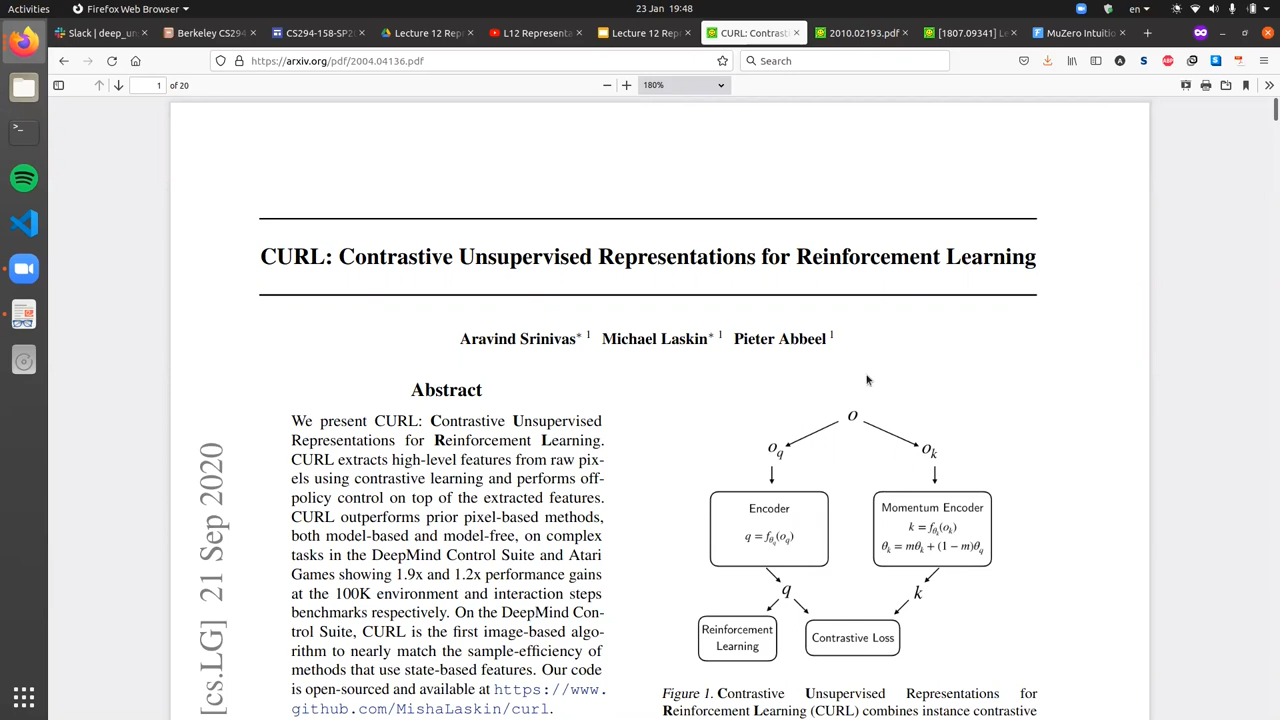 Activities
Firefox Web Browser
23 Jan 19:48
en
Slack | deep_un
Berkeley CS294
CS294-158-SP2
Lecture 12 Rep
L12 Representa
Lecture 12 Rep
CURL: Contrast
2010.02193.pdf
[1807.09341] Le
MuZero Intuitio
https://arxiv.org/pdf/2004.04136.pdf
Search
1 of 20
180%
CURL: Contrastive Unsupervised Representations for Reinforcement Learning
Aravind Srinivas * 1 Michael Laskin * 1 Pieter Abbeel 1
Abstract
We present CURL: Contrastive Unsupervised
Representations for Reinforcement Learning.
CURL extracts high-level features from raw pix-
els using contrastive learning and performs off-
policy control on top of the extracted features.
CURL outperforms prior pixel-based methods,
both model-based and model-free, on complex
tasks in the DeepMind Control Suite and Atari
Games showing 1.9x and 1.2x performance gains
at the 100K environment and interaction steps
benchmarks respectively. On the DeepMind Con-
trol Suite, CURL is the first image-based algo-
rithm to nearly match the sample-efficiency of
methods that use state-based features. Our code
is open-sourced and available at https://www.
github.com/MishaLaskin/curl.
[cs.LG] 21 Sep 2020
o
o_q
o_k
Encoder
q = f_θq(o_q)
Momentum Encoder
k = f_θk(o_k)
θ_k = mθ_k + (1 − m)θ_q
q
k
Reinforcement
Learning
Contrastive Loss
Figure 1. Contrastive Unsupervised Representations for
Reinforcement Learning (CURL) combines instance contrastive